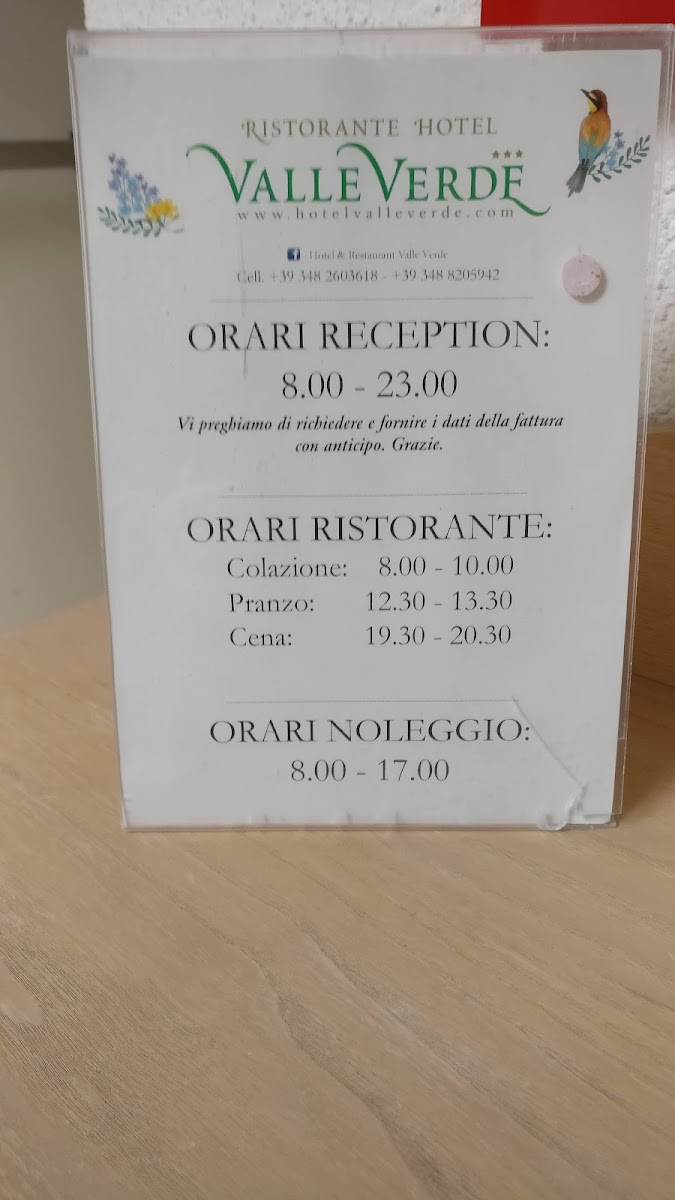 RISTORANTE HOTEL
VALLE VERDE
www.hotelvalleverde.com
Hotel & Restaurant Valle Verde
Cell. +39 348 2603618 - +39 348 8205942
ORARI RECEPTION:
8.00 - 23.00
Vi preghiamo di richiedere e fornire i dati della fattura
con anticipo. Grazie.
ORARI RISTORANTE:
Colazione: 8.00 - 10.00
Pranzo: 12.30 - 13.30
Cena: 19.30 - 20.30
ORARI NOLEGGIO:
8.00 - 17.00